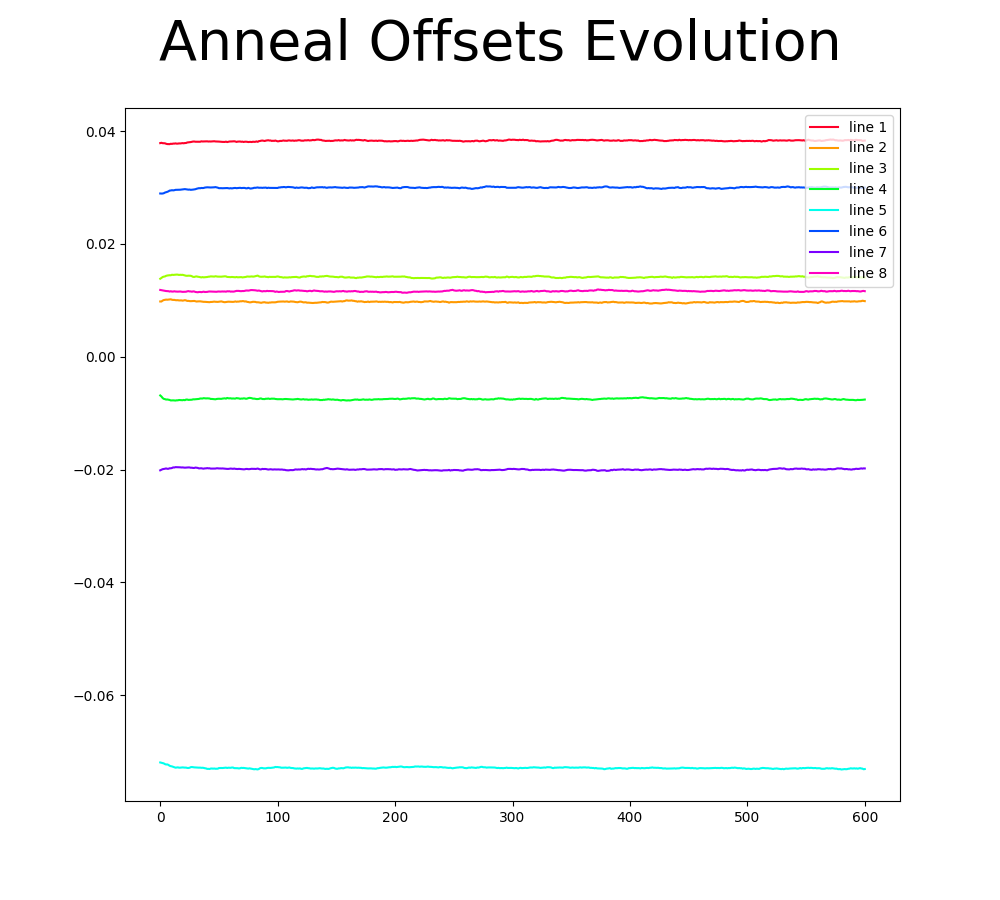 Anneal Offsets Evolution
0.04
0.02
0.00
−0.02
−0.04
−0.06
0 100 200 300 400 500 600
line 1
line 2
line 3
line 4
line 5
line 6
line 7
line 8